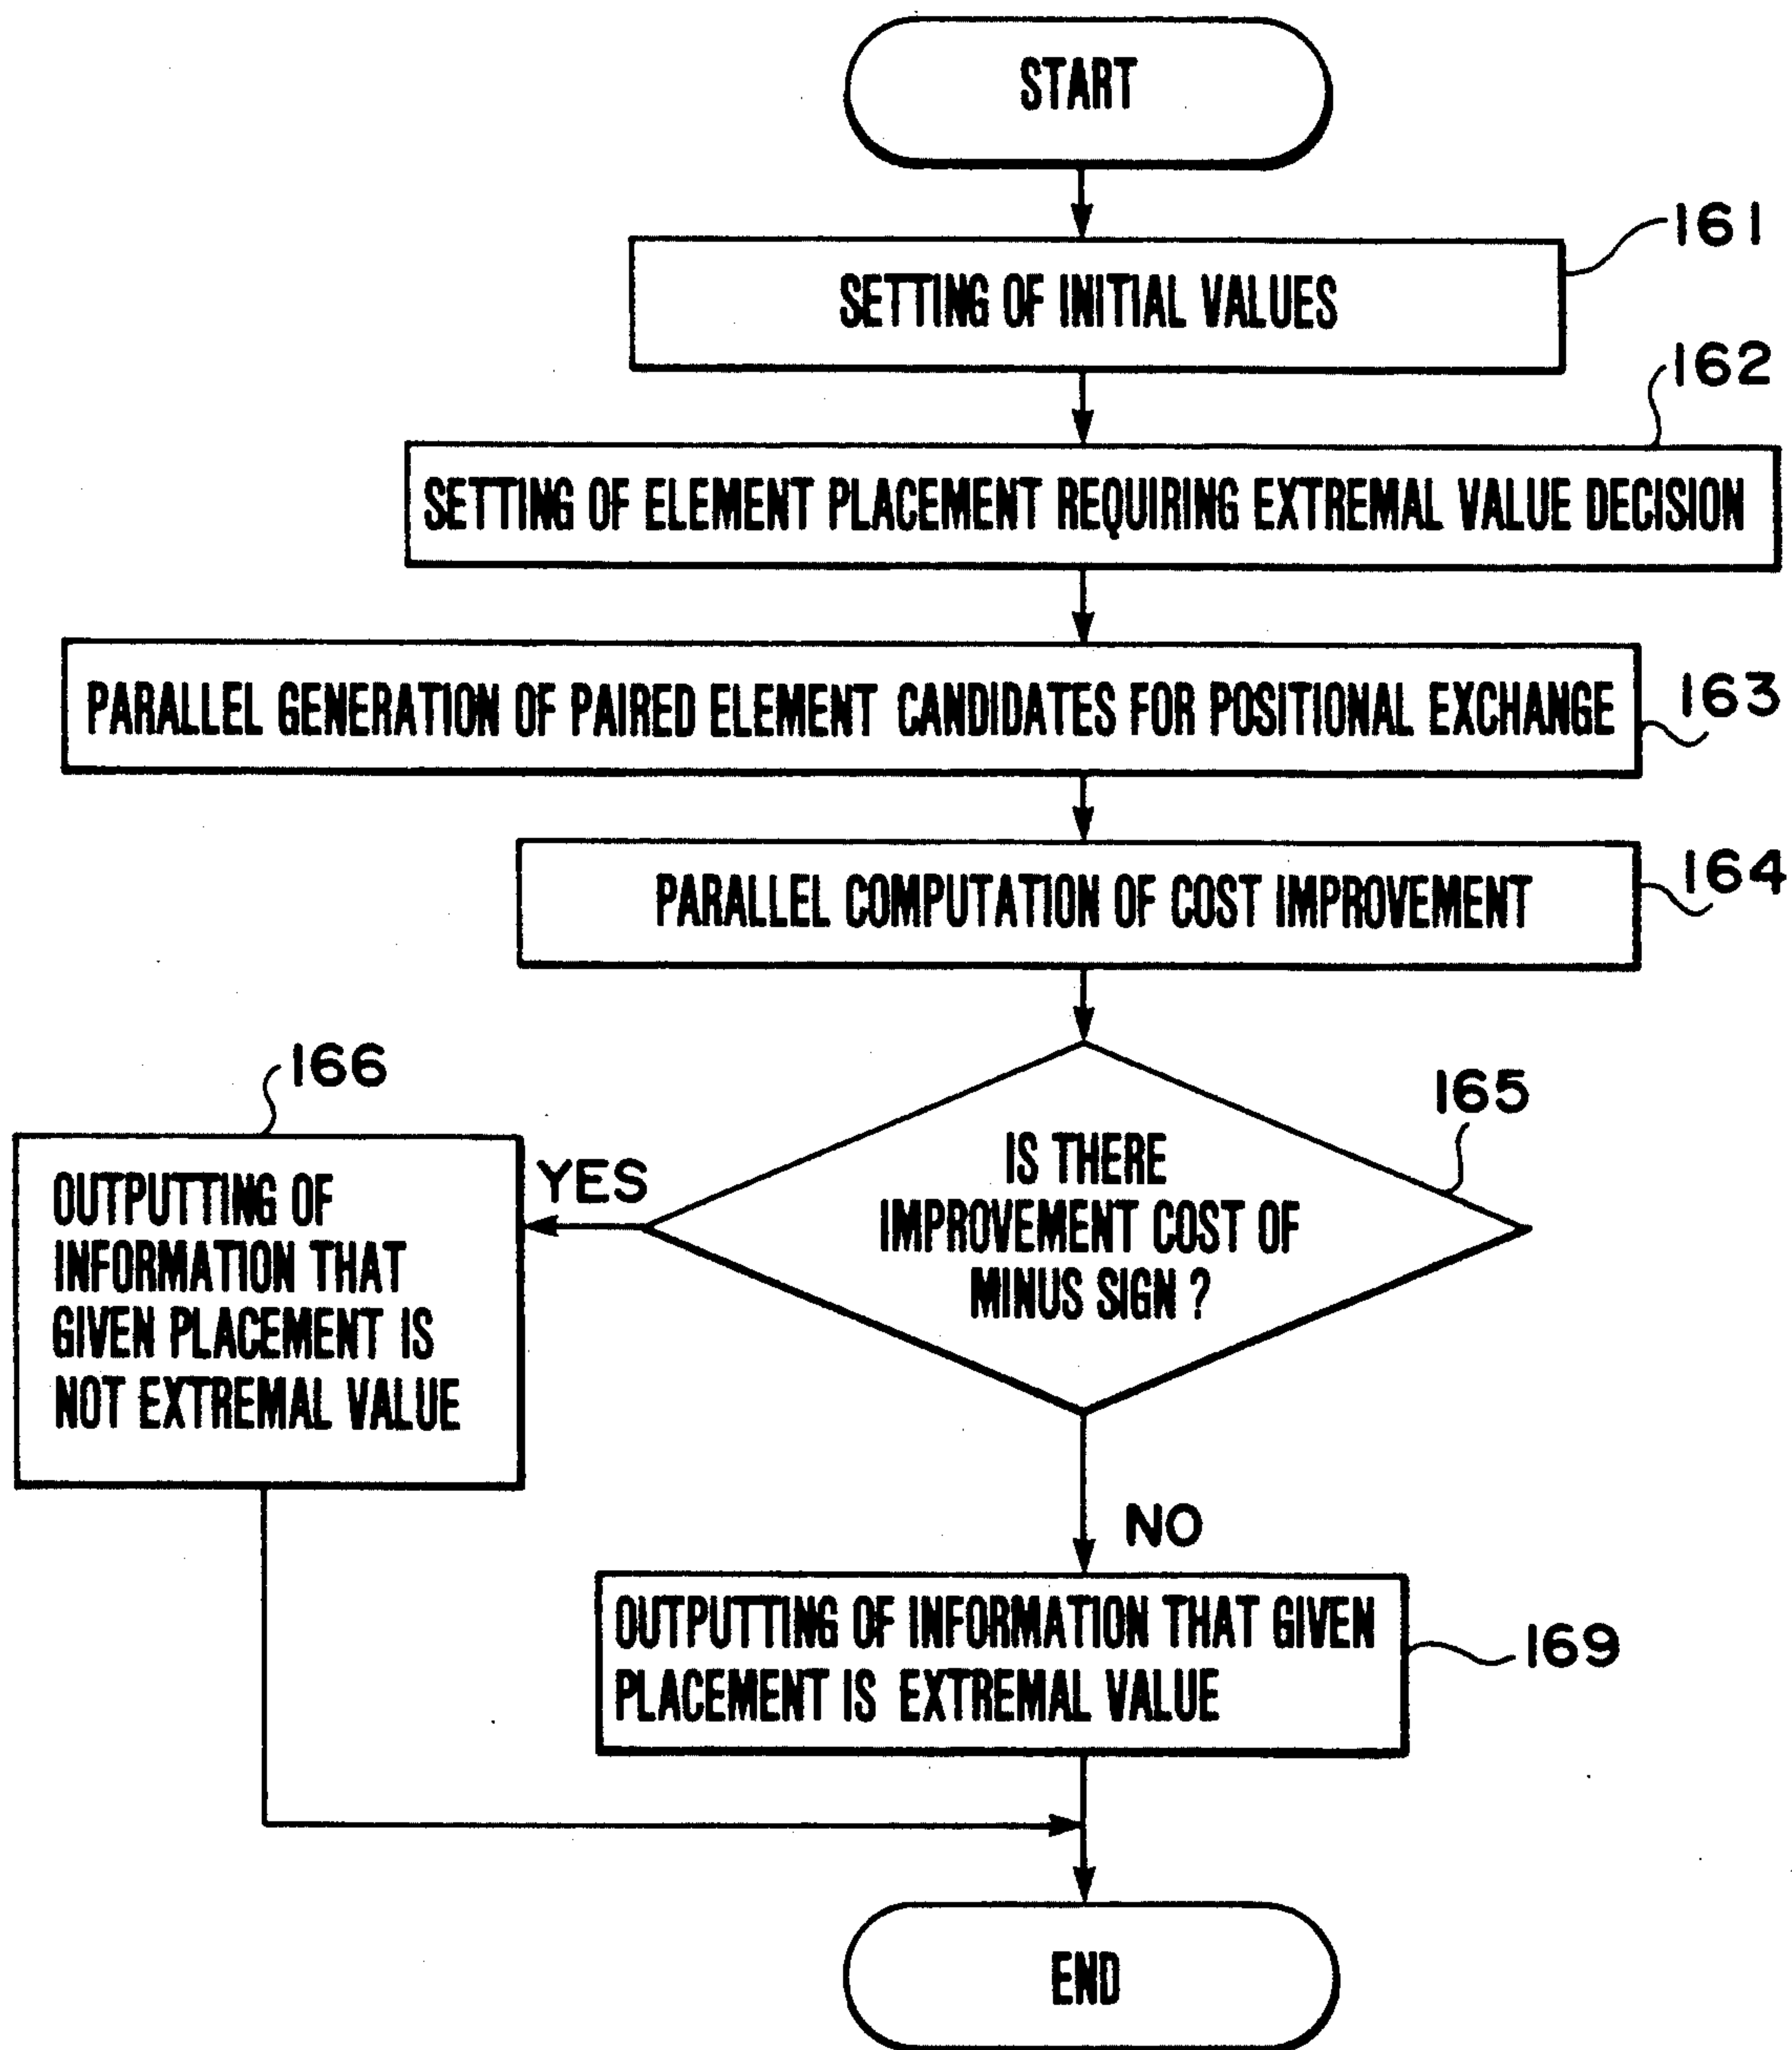 START
161
SETTING OF INITIAL VALUES
162
SETTING OF ELEMENT PLACEMENT REQUIRING EXTREMAL VALUE DECISION
PARALLEL GENERATION OF PAIRED ELEMENT CANDIDATES FOR POSITIONAL EXCHANGE
163
PARALLEL COMPUTATION OF COST IMPROVEMENT
164
165
IS THERE
IMPROVEMENT COST OF
MINUS SIGN ?
YES
166
OUTPUTTING OF
INFORMATION THAT
GIVEN PLACEMENT IS
NOT EXTREMAL VALUE
NO
OUTPUTTING OF INFORMATION THAT GIVEN
PLACEMENT IS EXTREMAL VALUE
169
END